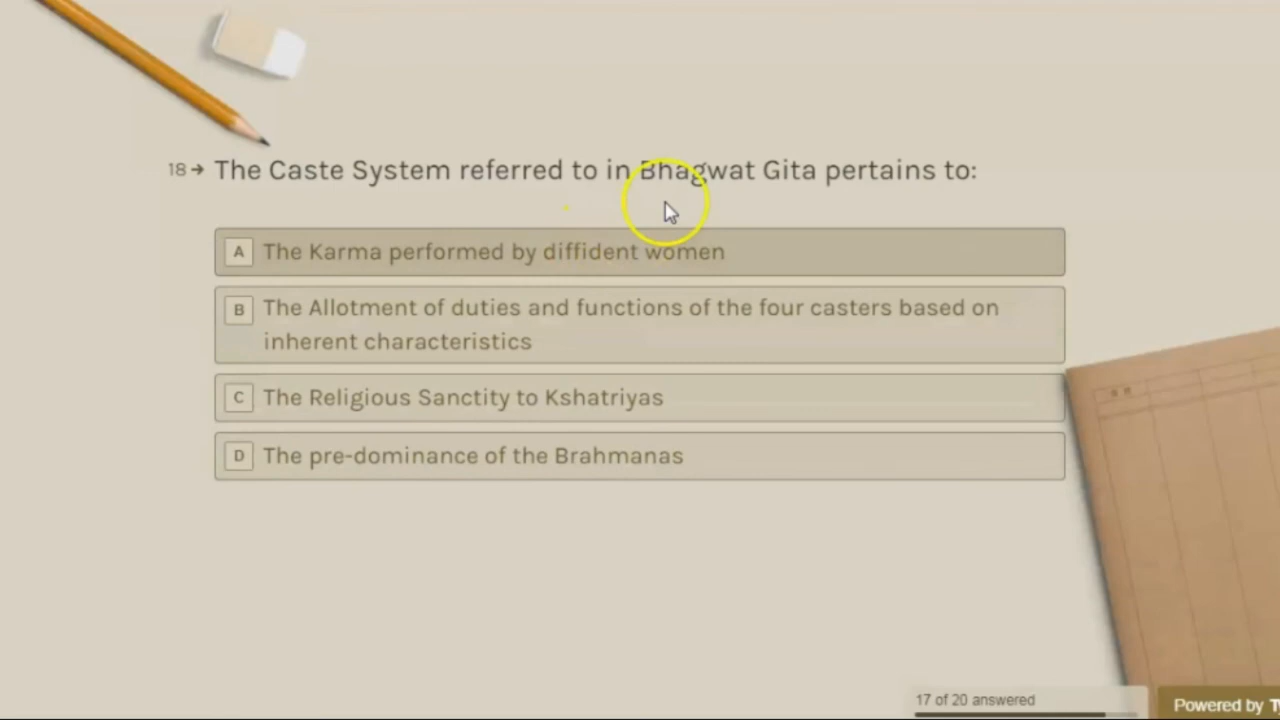 18 → The Caste System referred to in Bhagwat Gita pertains to:
A The Karma performed by diffident women
B The Allotment of duties and functions of the four casters based on
inherent characteristics
C The Religious Sanctity to Kshatriyas
D The pre-dominance of the Brahmanas
17 of 20 answered
Powered by